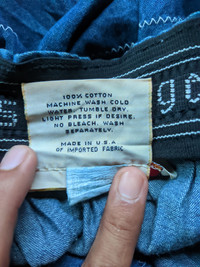 100% COTTON
MACHINE WASH COLD
WATER. TUMBLE DRY.
LIGHT PRESS IF DESIRE.
NO BLEACH. WASH
SEPARATELY.
MADE IN U.S.A
OF IMPORTED FABRIC